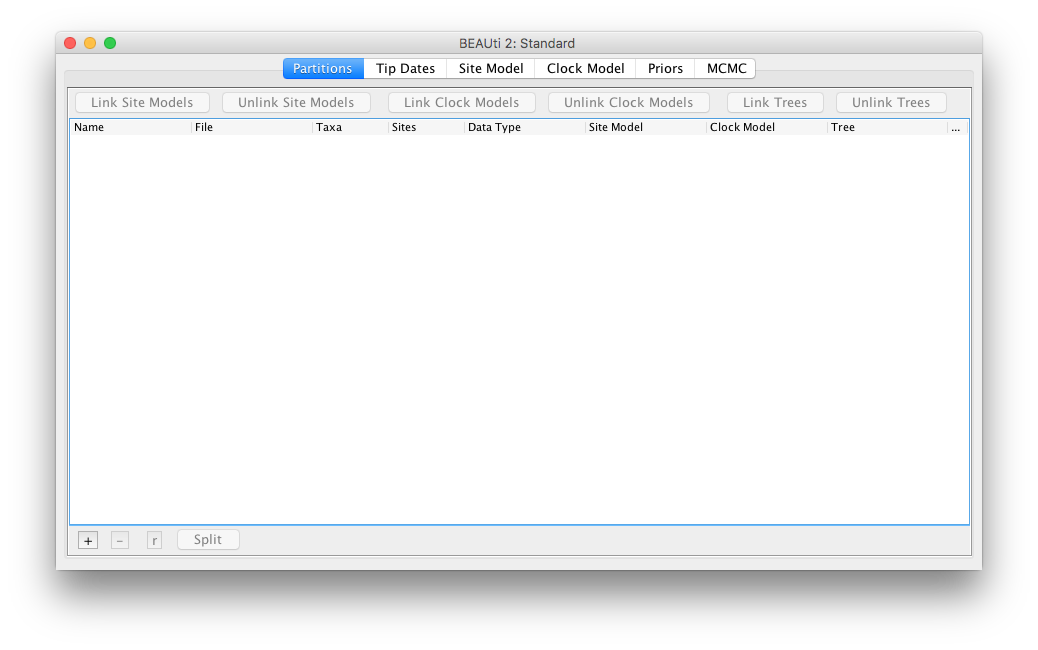 BEAUti 2: Standard
Partitions Tip Dates Site Model Clock Model Priors MCMC
Link Site Models Unlink Site Models Link Clock Models Unlink Clock Models Link Trees Unlink Trees
Name File Taxa Sites Data Type Site Model Clock Model Tree ...
+ - r Split